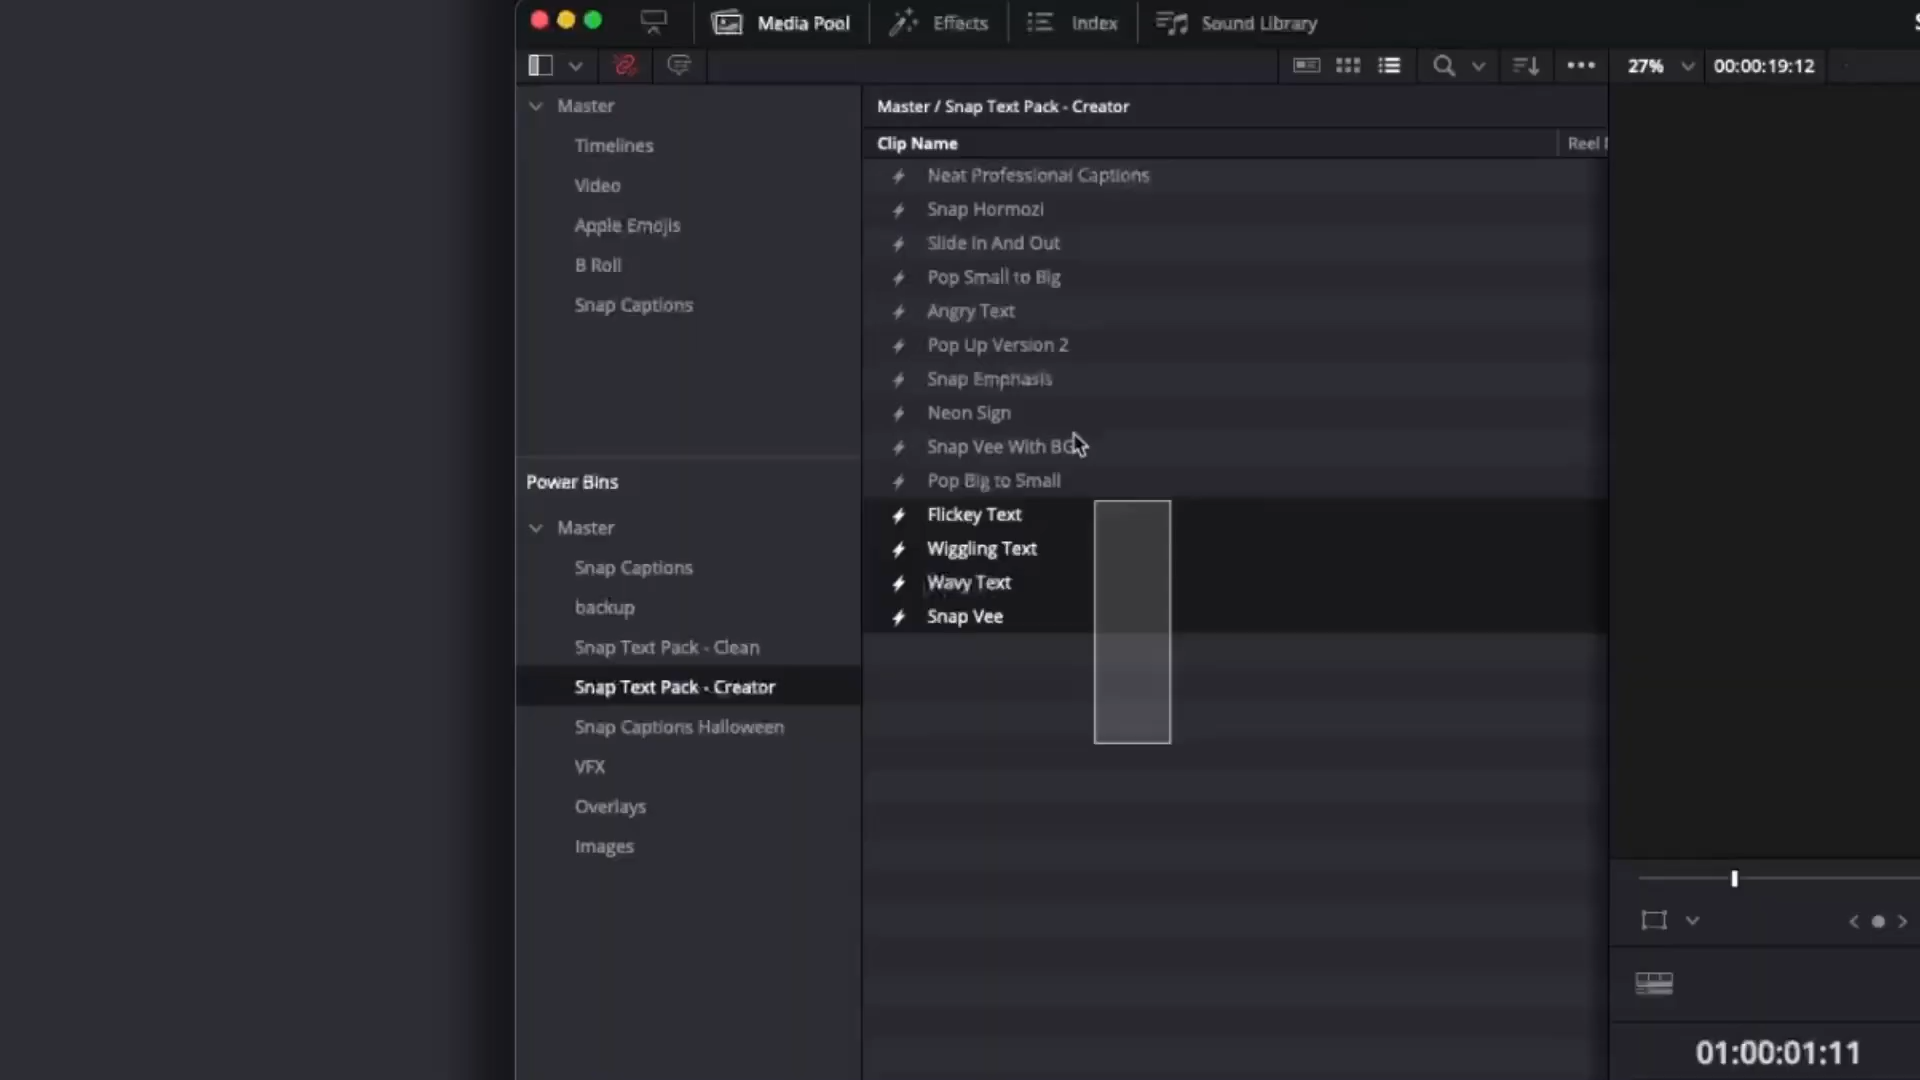 Media Pool
Effects
Index
Sound Library
27%
00:00:19:12
Master
Timelines
Video
Apple Emojis
B Roll
Snap Captions
Power Bins
Master
Snap Captions
backup
Snap Text Pack - Clean
Snap Text Pack - Creator
Snap Captions Halloween
VFX
Overlays
Images
Master / Snap Text Pack - Creator
Clip Name
Reel
Neat Professional Captions
Snap Hormozi
Slide In And Out
Pop Small to Big
Angry Text
Pop Up Version 2
Snap Emphasis
Neon Sign
Snap Vee With BG
Pop Big to Small
Flickey Text
Wiggling Text
Wavy Text
Snap Vee
01:00:01:11